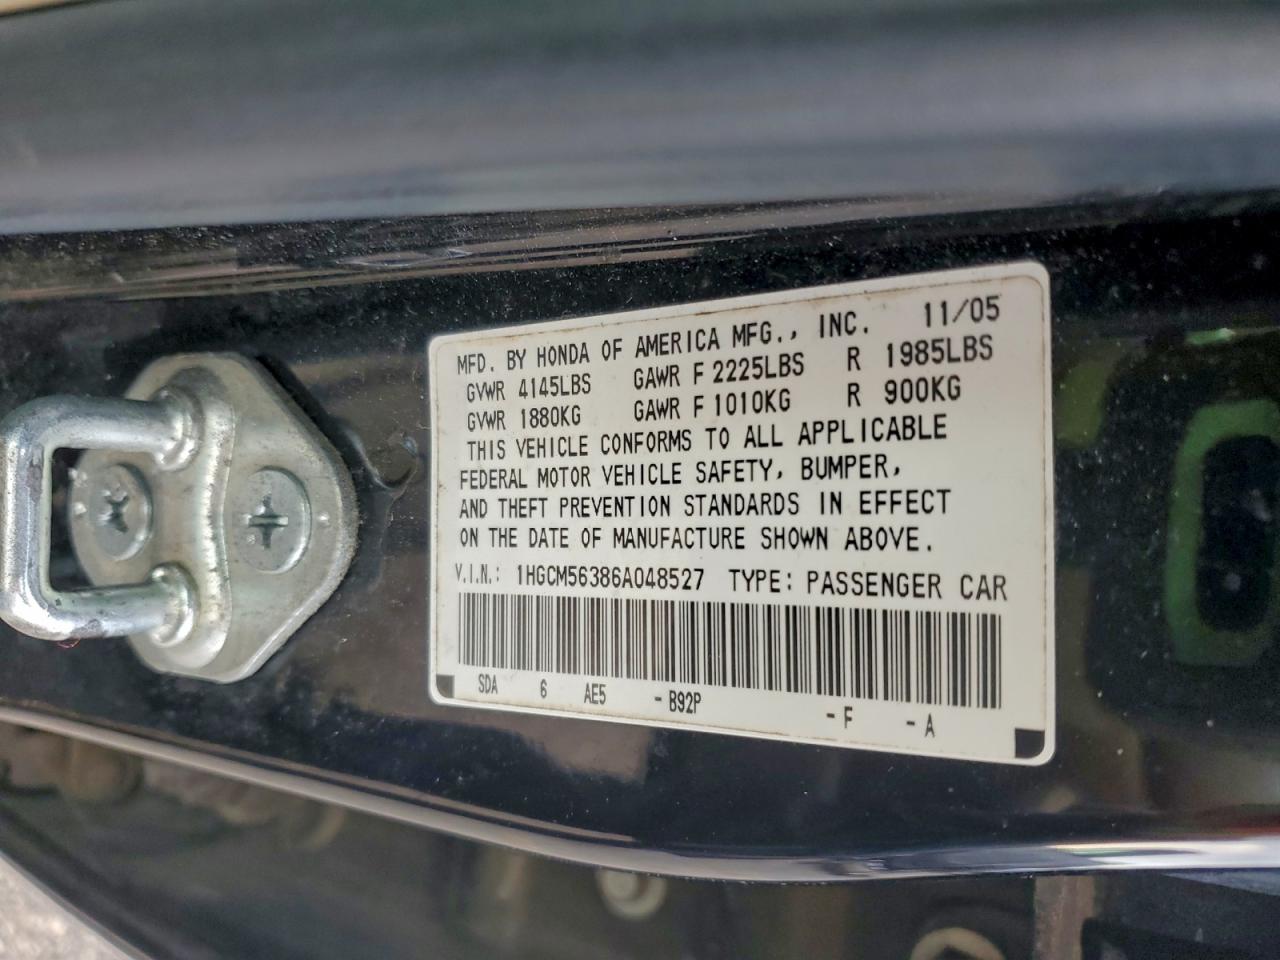 MFD. BY HONDA OF AMERICA MFG., INC. 11/05
GVWR 4145LBS GAWR F 2225LBS R 1985LBS
GVWR 1880KG GAWR F 1010KG R 900KG
THIS VEHICLE CONFORMS TO ALL APPLICABLE
FEDERAL MOTOR VEHICLE SAFETY, BUMPER,
AND THEFT PREVENTION STANDARDS IN EFFECT
ON THE DATE OF MANUFACTURE SHOWN ABOVE.
V.I.N.: 1HGCM56386A048527 TYPE: PASSENGER CAR
SDA 6 AE5 -B92P -F -A